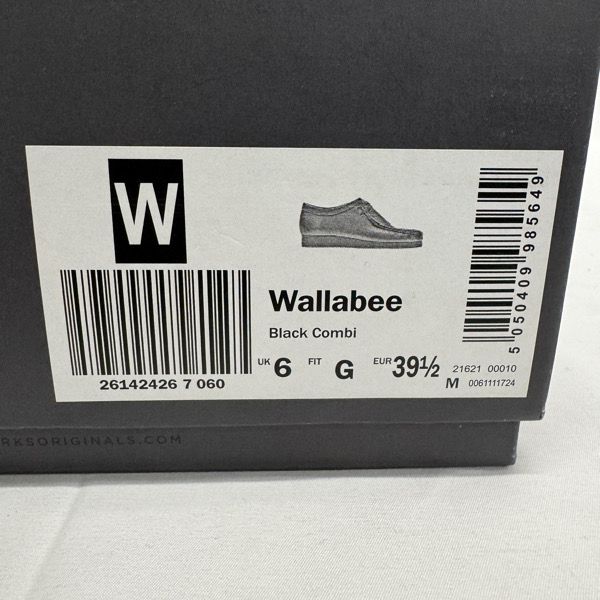 W
26142426 7 060
Wallabee
Black Combi
UK 6 FIT G EUR 39½
21621 00010
M 0061111724
5 050409 985649
RKSORIGINALS.COM